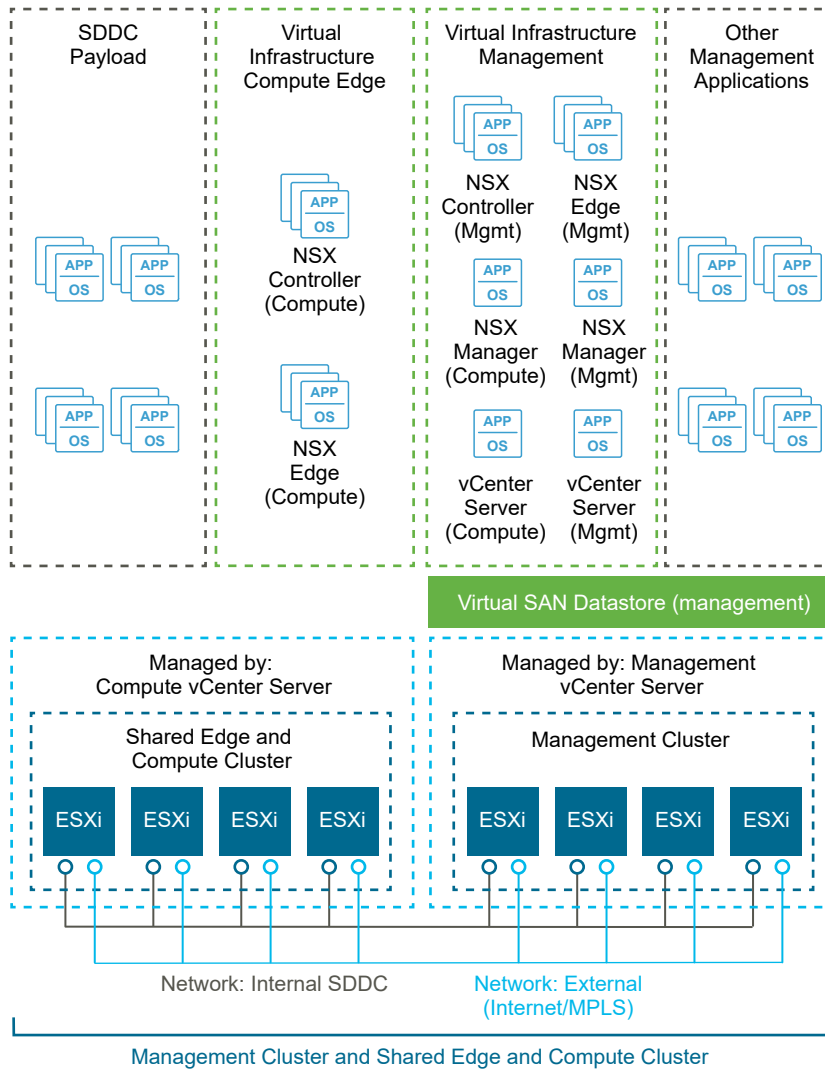 SDDC
Payload
Virtual
Infrastructure
Compute Edge
Virtual Infrastructure
Management
Other
Management
Applications
APP
OS
APP
OS
NSX
Controller
(Mgmt)
NSX
Edge
(Mgmt)
APP
OS
NSX
Controller
(Compute)
APP
OS
APP
OS
APP
OS
APP
OS
NSX
Manager
(Compute)
NSX
Manager
(Mgmt)
APP
OS
APP
OS
APP
OS
APP
OS
APP
OS
NSX
Edge
(Compute)
APP
OS
APP
OS
vCenter
Server
(Compute)
vCenter
Server
(Mgmt)
APP
OS
APP
OS
Virtual SAN Datastore (management)
Managed by:
Compute vCenter Server
Managed by: Management
vCenter Server
Shared Edge and
Compute Cluster
Management Cluster
ESXi
ESXi
ESXi
ESXi
ESXi
ESXi
ESXi
ESXi
Network: Internal SDDC
Network: External
(Internet/MPLS)
Management Cluster and Shared Edge and Compute Cluster